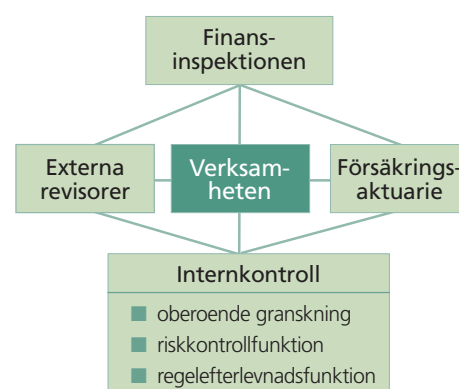 Finans-
inspektionen
Externa
revisorer
Verksam-
heten
Försäkrings-
aktuarie
Internkontroll
oberoende granskning
riskkontrollfunktion
regelefterlevnadsfunktion